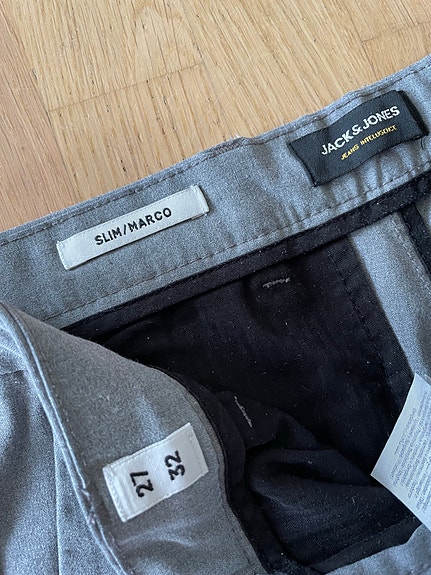 JACK & JONES
JEANS INTELLIGENCE
SLIM/MARCO
27
32